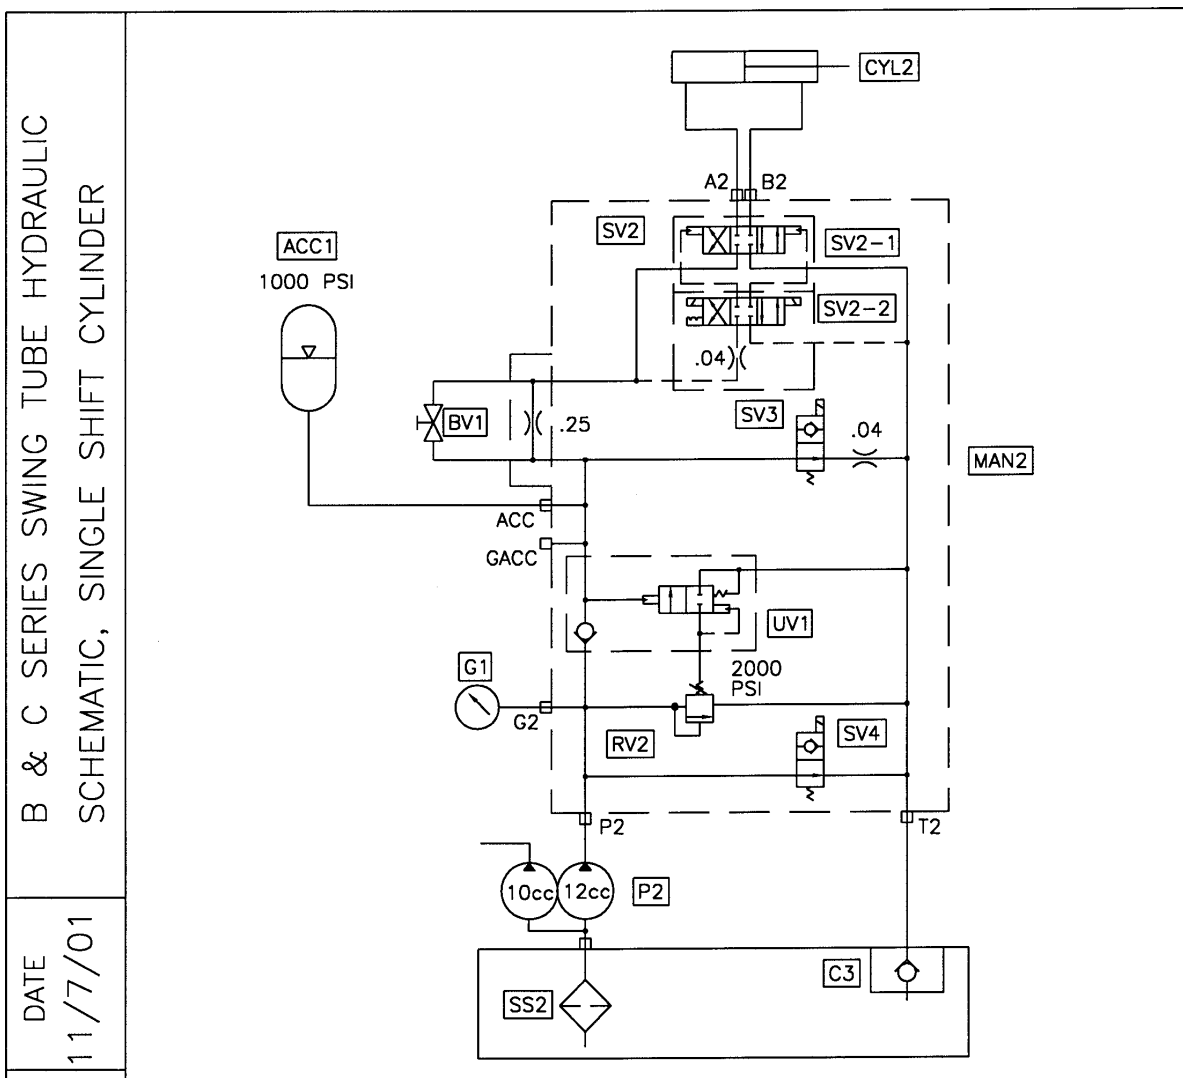 B & C SERIES SWING TUBE HYDRAULIC
SCHEMATIC, SINGLE SHIFT CYLINDER
DATE
11/7/01
CYL2
A2
B2
SV2
SV2-1
ACC1
1000 PSI
SV2-2
.04
BV1
.25
SV3
.04
MAN2
ACC
GACC
UV1
G1
2000
PSI
G2
RV2
SV4
P2
T2
10cc
12cc
P2
C3
SS2